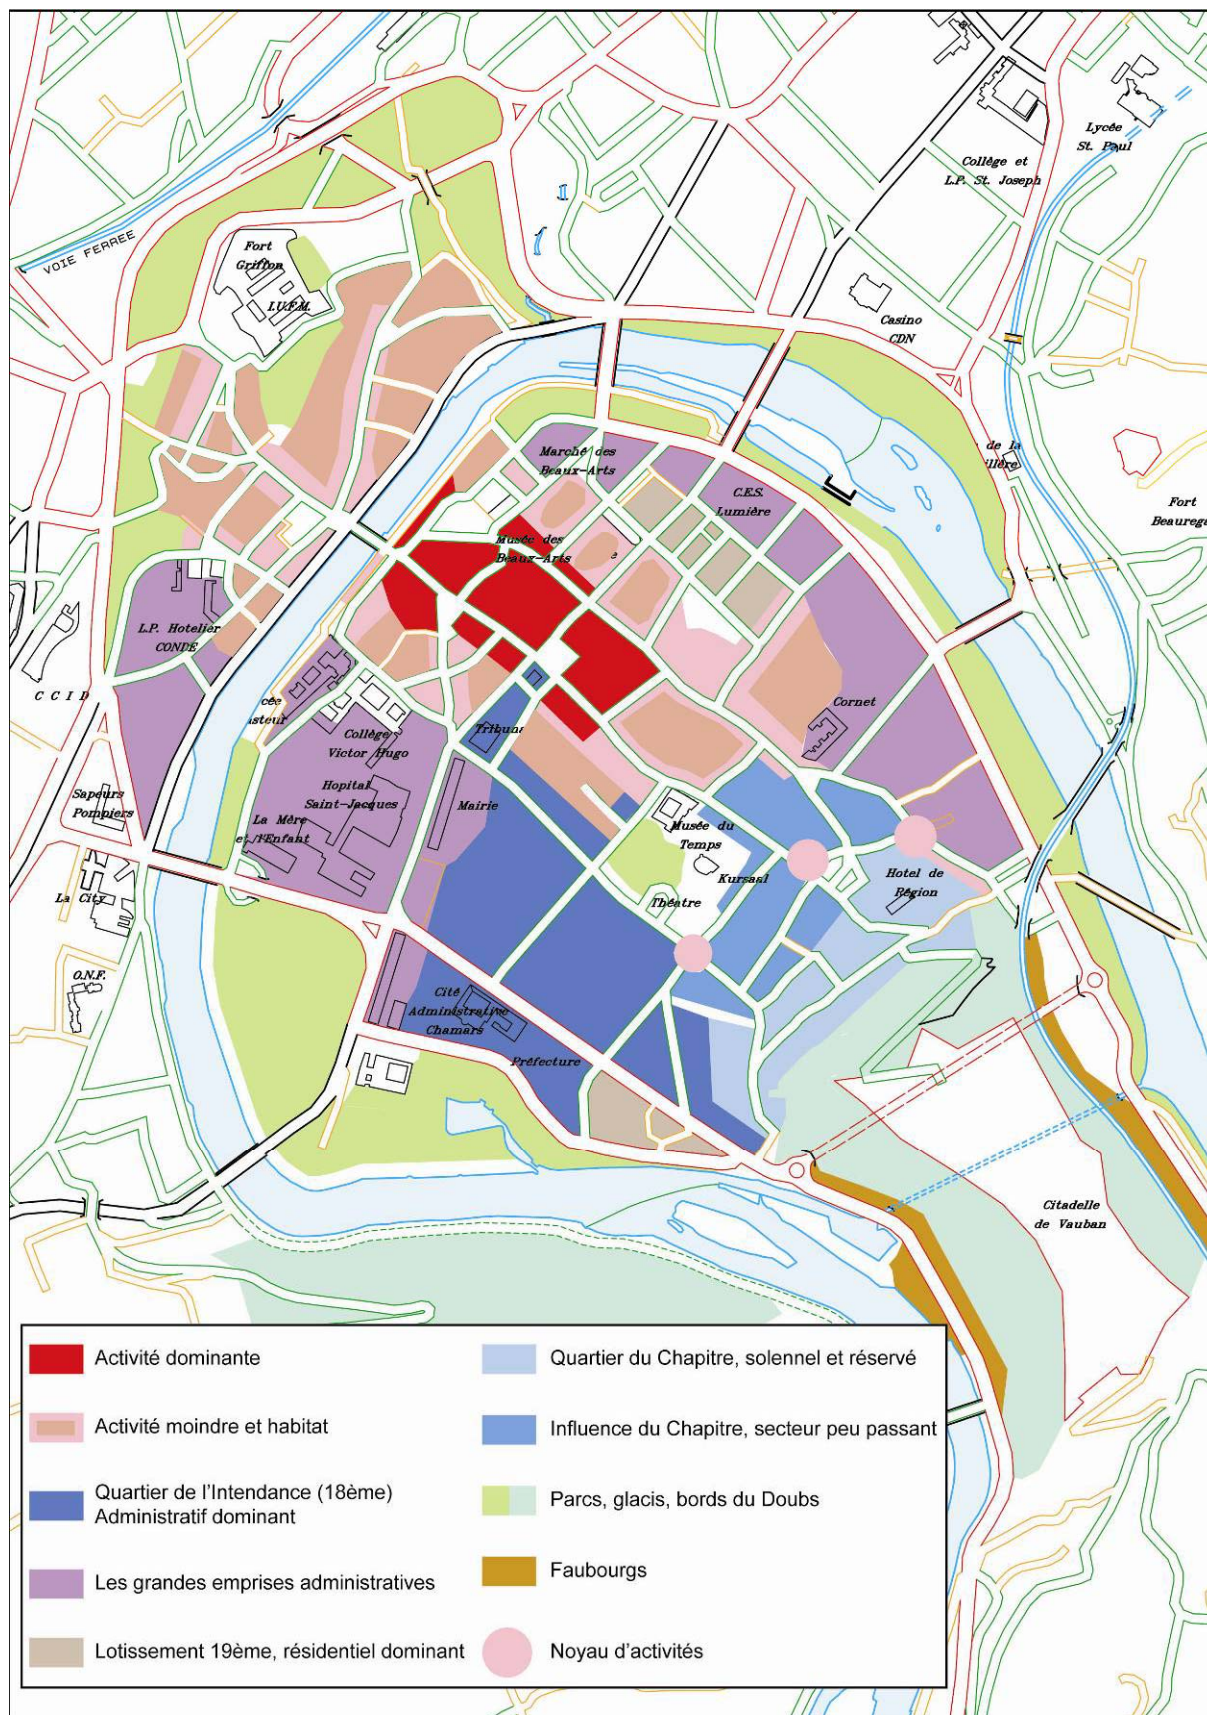 Lycée
St. Paul
Collège et
L.P. St. Joseph
VOIE FERREE
Fort
Griffon
I.U.F.M.
Casino
CDN
de la
Fort
Marché des
Beaux-Arts
C.E.S.
Lumière
Musée des
Beaux-Arts
L.P. Hotelier
CONDE
C C I D
Cornet
Collège
Victor Hugo
Hopital
Saint-Jacques
Mairie
Sapeurs
Pompiers
La Mère
et l'Enfant
Musée du
Temps
Kursaal
Hotel de
Région
Théatre
La City
O.N.F.
Cité
Administrative
Chamars
Préfecture
Citadelle
de Vauban
Activité dominante
Activité moindre et habitat
Quartier de l'Intendance (18ème)
Administratif dominant
Les grandes emprises administratives
Lotissement 19ème, résidentiel dominant
Quartier du Chapitre, solennel et réservé
Influence du Chapitre, secteur peu passant
Parcs, glacis, bords du Doubs
Faubourgs
Noyau d'activités